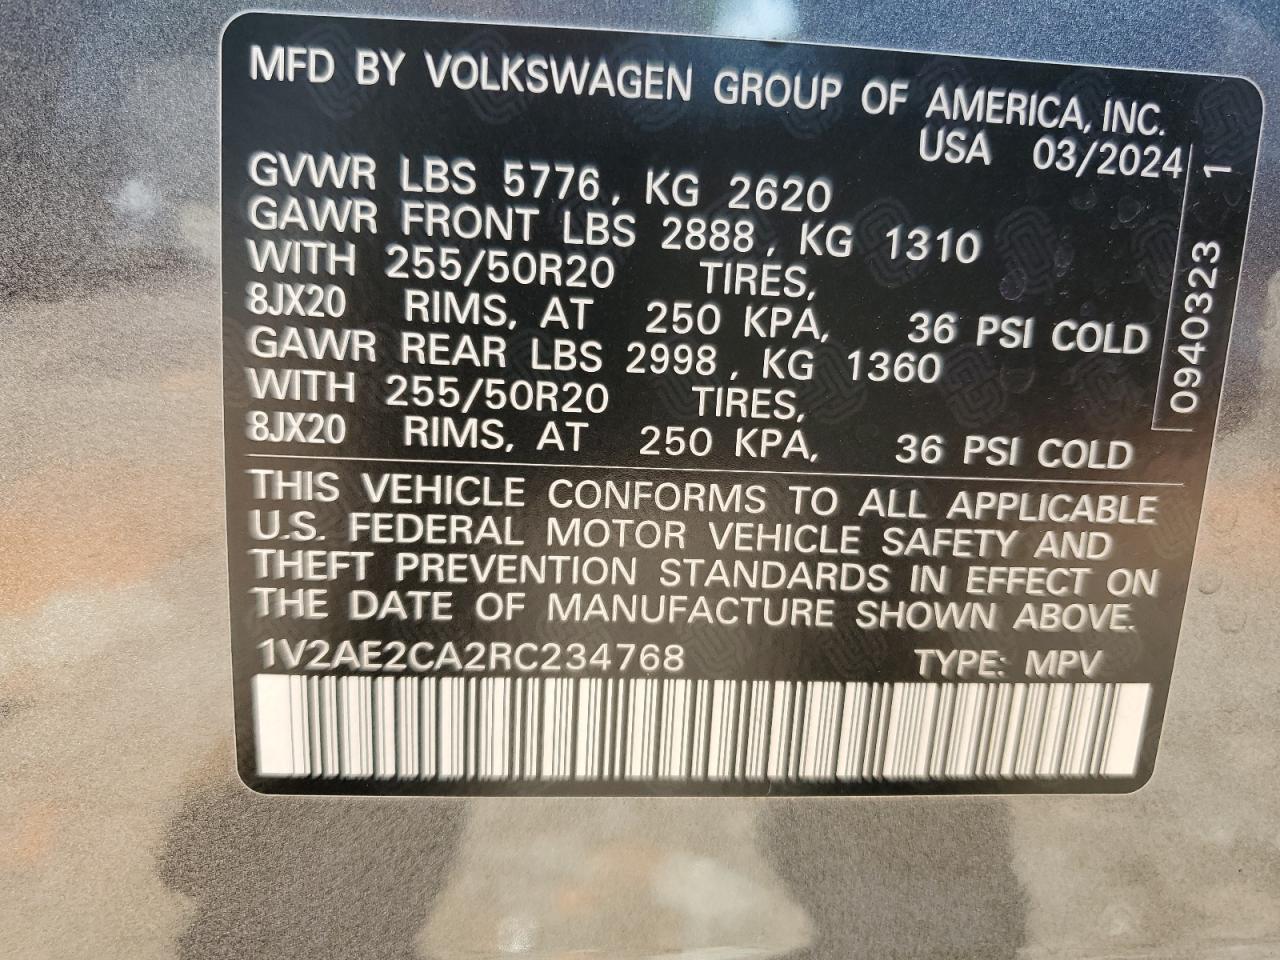 MFD BY VOLKSWAGEN GROUP OF AMERICA, INC.
USA 03/2024
GVWR LBS 5776, KG 2620
GAWR FRONT LBS 2888, KG 1310
WITH 255/50R20 TIRES,
8JX20 RIMS, AT 250 KPA, 36 PSI COLD
GAWR REAR LBS 2998, KG 1360
WITH 255/50R20 TIRES,
8JX20 RIMS, AT 250 KPA, 36 PSI COLD
0940323 1
THIS VEHICLE CONFORMS TO ALL APPLICABLE
U.S. FEDERAL MOTOR VEHICLE SAFETY AND
THEFT PREVENTION STANDARDS IN EFFECT ON
THE DATE OF MANUFACTURE SHOWN ABOVE.
1V2AE2CA2RC234768 TYPE: MPV